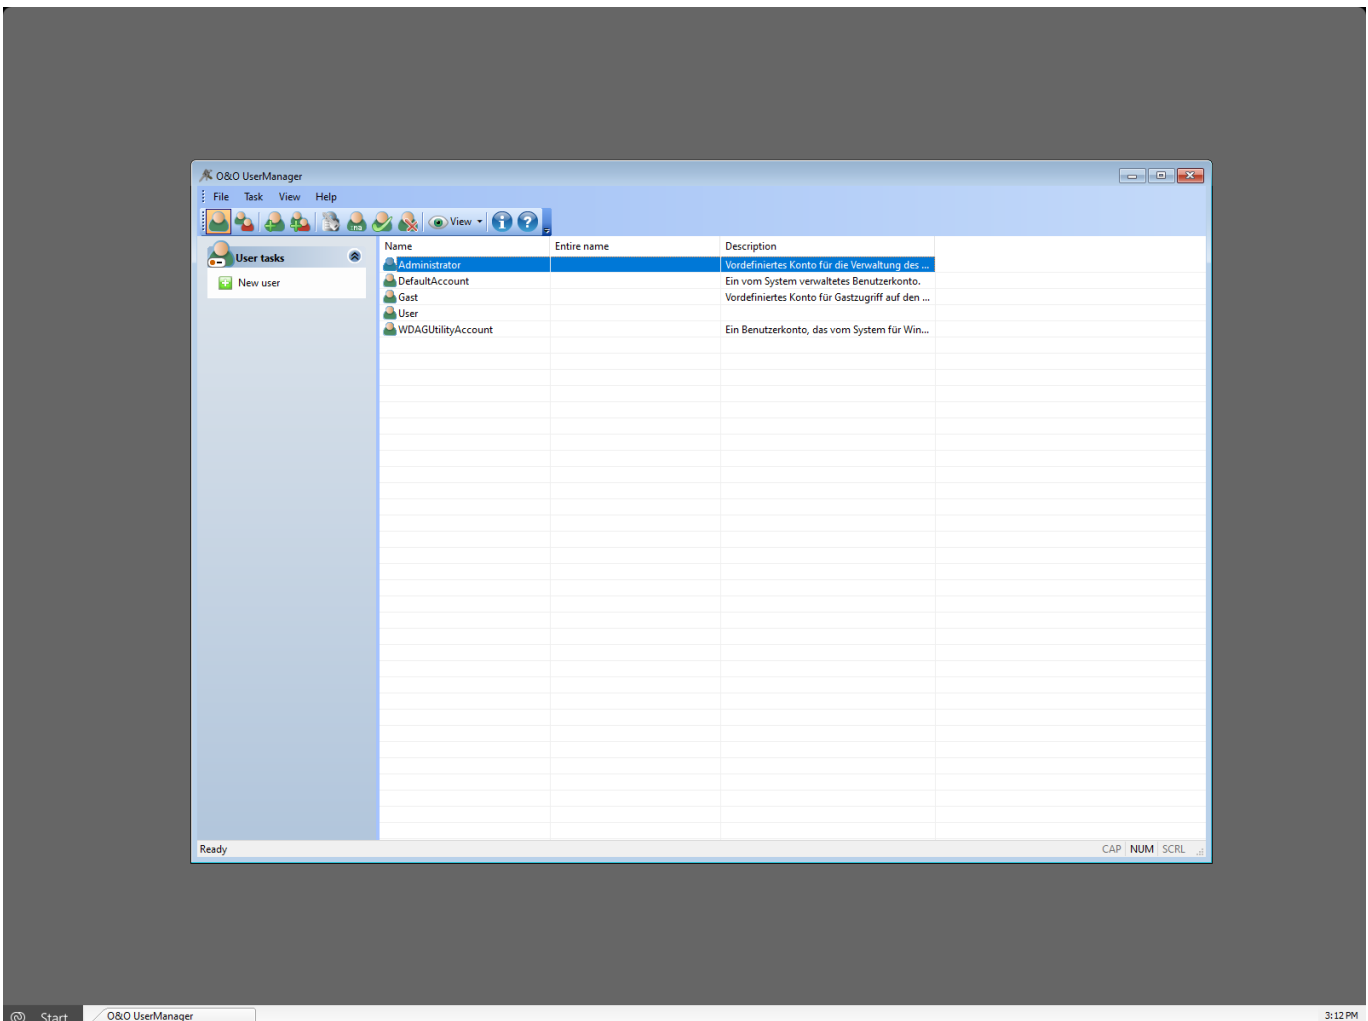 O&O UserManager
File Task View Help
View
User tasks
New user
Name Entire name Description
Administrator Vordefiniertes Konto für die Verwaltung des ...
DefaultAccount Ein vom System verwaltetes Benutzerkonto.
Gast Vordefiniertes Konto für Gastzugriff auf den ...
User
WDAGUtilityAccount Ein Benutzerkonto, das vom System für Win...
Ready CAP NUM SCRL
Start O&O UserManager 3:12 PM